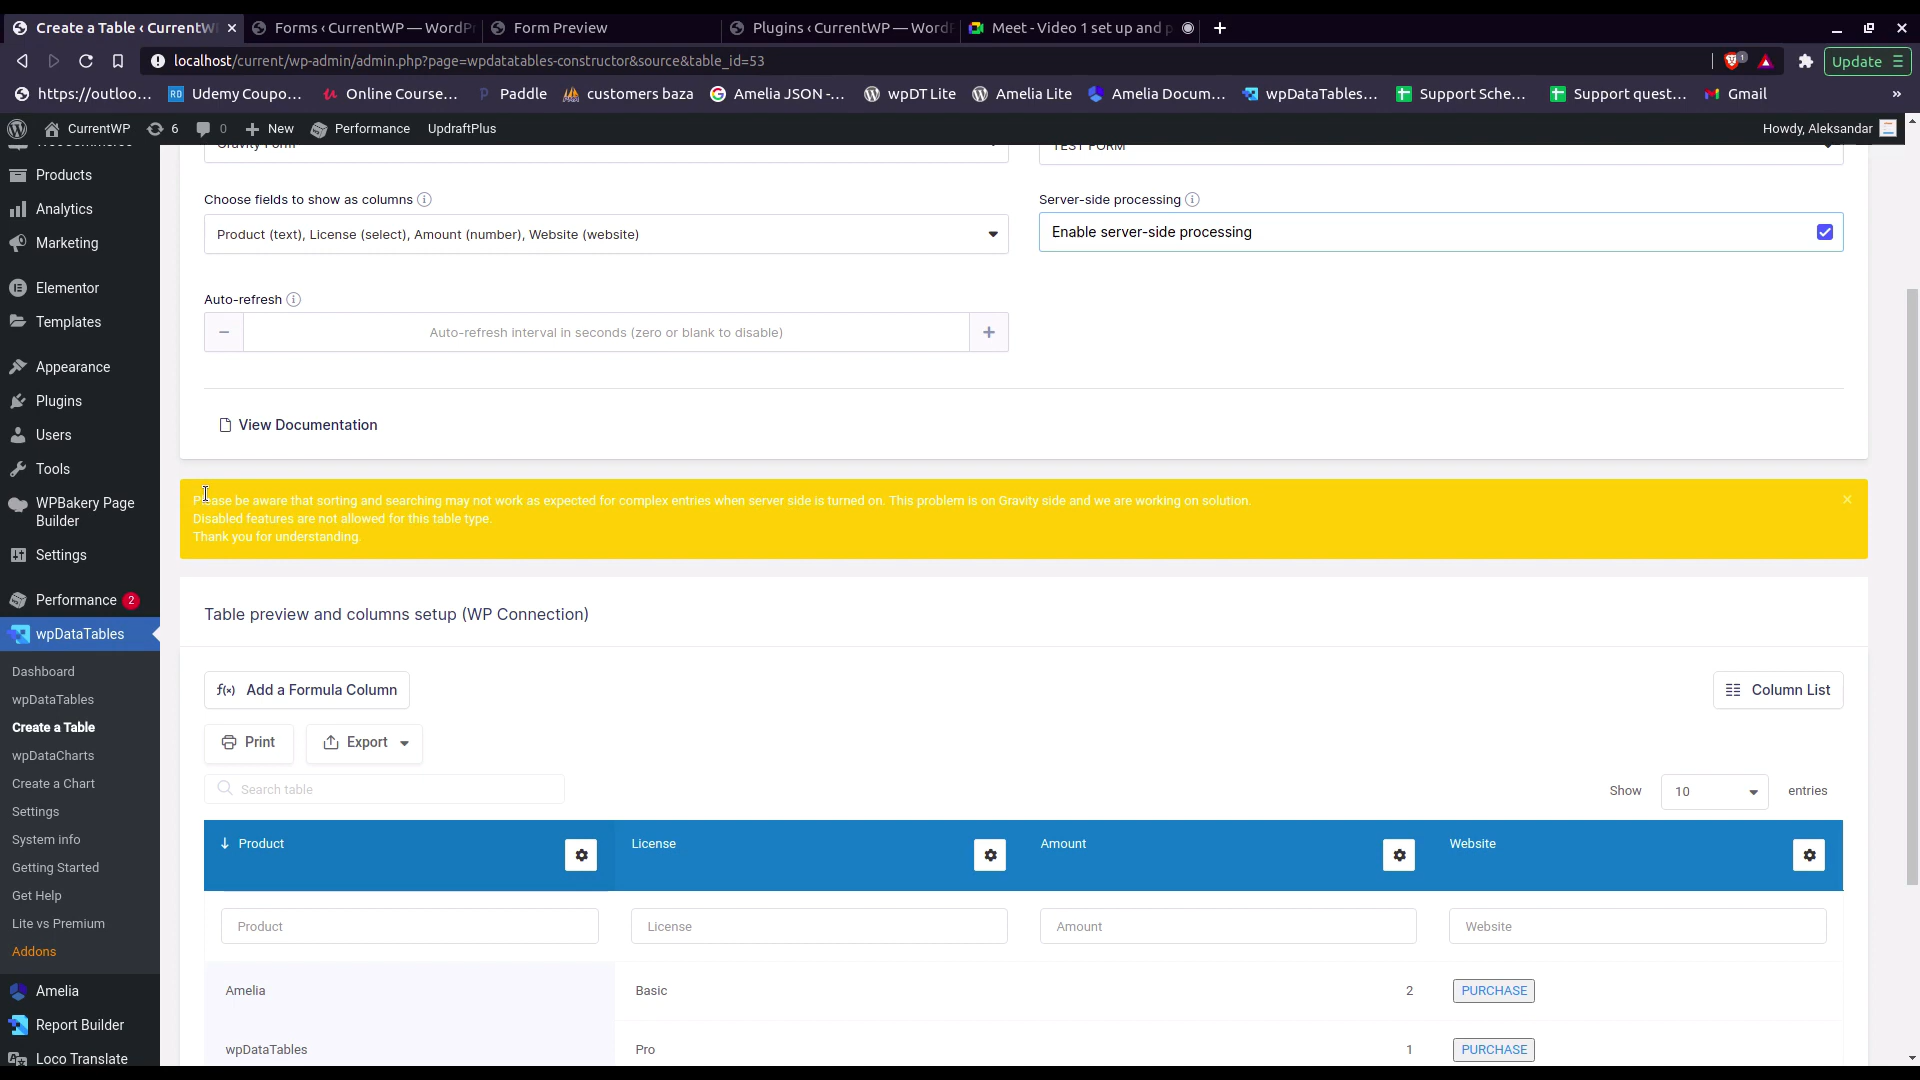 Create a Table ‹ CurrentW
Forms ‹ CurrentWP — WordPr
Form Preview
Plugins ‹ CurrentWP — WordP
Meet - Video 1 set up and p
localhost/current/wp-admin/admin.php?page=wpdatatables-constructor&source&table_id=53
1
Update
https://outloo...
RD Udemy Coupo...
Online Course...
Paddle
customers baza
Amelia JSON -...
wpDT Lite
Amelia Lite
Amelia Docum...
wpDataTables...
Support Sche...
Support quest...
Gmail
»
CurrentWP
6
0
New
Performance
UpdraftPlus
Howdy, Aleksandar
WooCommerce
Products
Analytics
Marketing
Elementor
Templates
Appearance
Plugins
Users
Tools
WPBakery Page
Builder
Settings
Performance 2
wpDataTables
Dashboard
wpDataTables
Create a Table
wpDataCharts
Create a Chart
Settings
System info
Getting Started
Get Help
Lite vs Premium
Addons
Amelia
Report Builder
Loco Translate
Gravity Form
TEST FORM
Choose fields to show as columns
Server-side processing
Product (text), License (select), Amount (number), Website (website)
Enable server-side processing
Auto-refresh
Auto-refresh interval in seconds (zero or blank to disable)
View Documentation
Please be aware that sorting and searching may not work as expected for complex entries when server side is turned on. This problem is on Gravity side and we are working on solution.
Disabled features are not allowed for this table type.
Thank you for understanding.
Table preview and columns setup (WP Connection)
f(x) Add a Formula Column
Column List
Print
Export
Search table
Show 10 entries
Product License Amount Website
Product License Amount Website
Amelia Basic 2 PURCHASE
wpDataTables Pro 1 PURCHASE